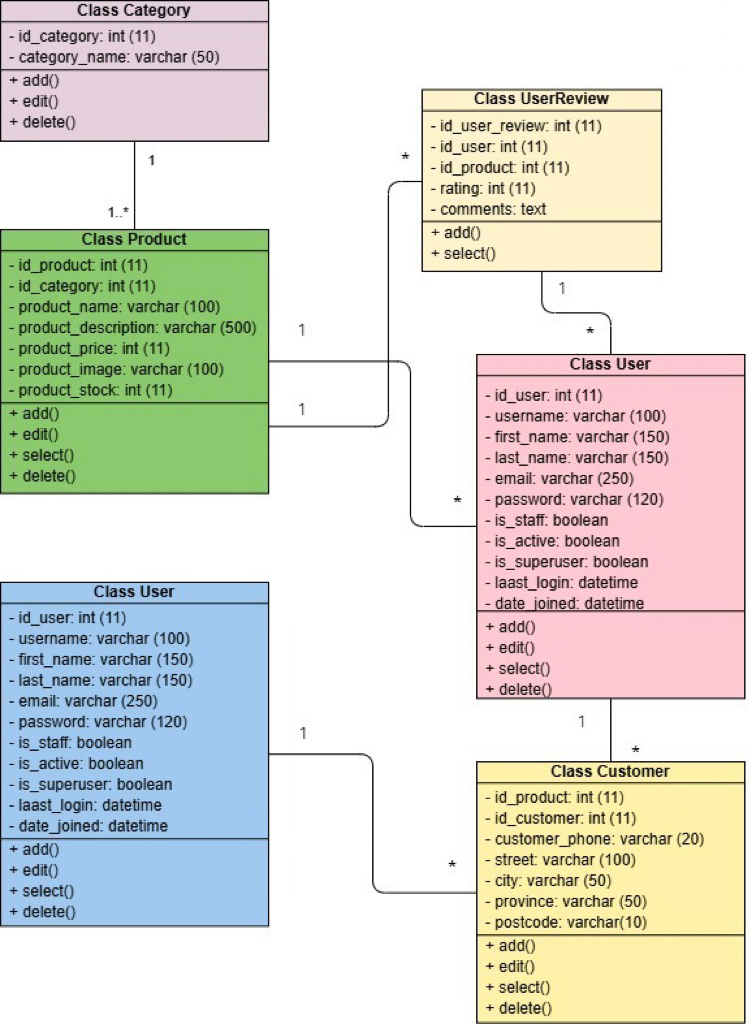 Class Category
- id_category: int (11)
- category_name: varchar (50)
+ add()
+ edit()
+ delete()
1
1..*
Class Product
- id_product: int (11)
- id_category: int (11)
- product_name: varchar (100)
- product_description: varchar (500)
- product_price: int (11)
- product_image: varchar (100)
- product_stock: int (11)
+ add()
+ edit()
+ select()
+ delete()
1
1
*
*
Class UserReview
- id_user_review: int (11)
- id_user: int (11)
- id_product: int (11)
- rating: int (11)
- comments: text
+ add()
+ select()
1
*
Class User
- id_user: int (11)
- username: varchar (100)
- first_name: varchar (150)
- last_name: varchar (150)
- email: varchar (250)
- password: varchar (120)
- is_staff: boolean
- is_active: boolean
- is_superuser: boolean
- laast_login: datetime
- date_joined: datetime
+ add()
+ edit()
+ select()
+ delete()
1
*
Class User
- id_user: int (11)
- username: varchar (100)
- first_name: varchar (150)
- last_name: varchar (150)
- email: varchar (250)
- password: varchar (120)
- is_staff: boolean
- is_active: boolean
- is_superuser: boolean
- laast_login: datetime
- date_joined: datetime
+ add()
+ edit()
+ select()
+ delete()
1
*
Class Customer
- id_product: int (11)
- id_customer: int (11)
- customer_phone: varchar (20)
- street: varchar (100)
- city: varchar (50)
- province: varchar (50)
- postcode: varchar(10)
+ add()
+ edit()
+ select()
+ delete()